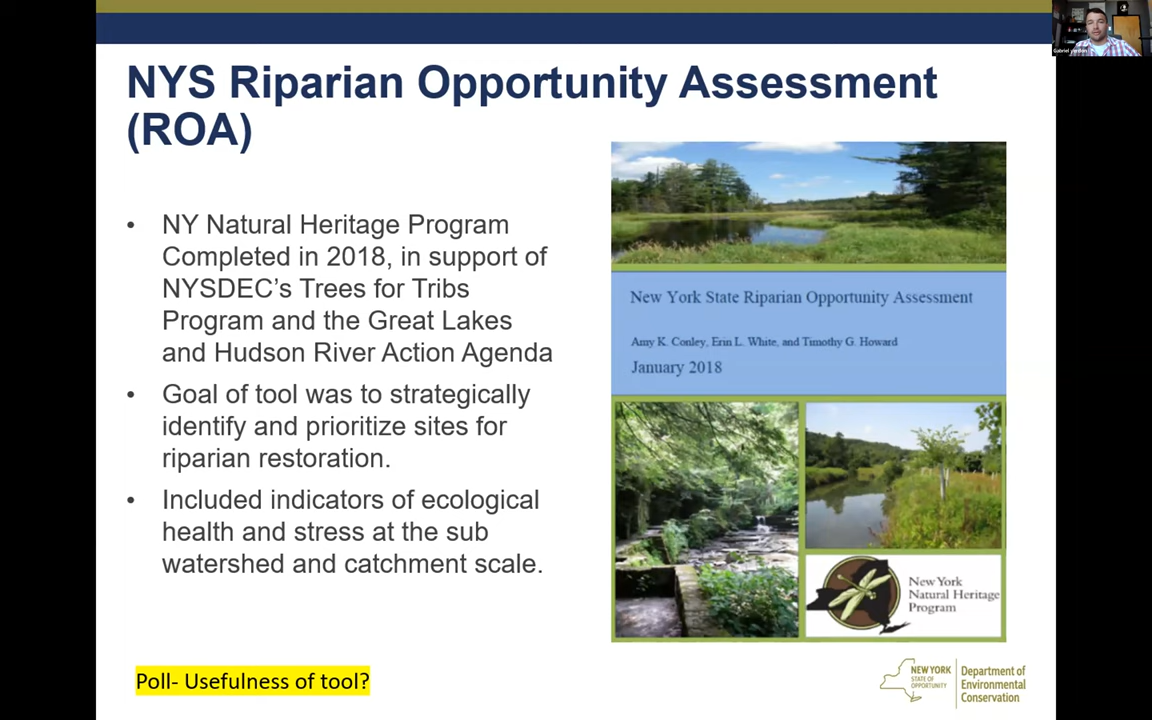 NYS Riparian Opportunity Assessment
(ROA)
• NY Natural Heritage Program
Completed in 2018, in support of
NYSDEC’s Trees for Tribs
Program and the Great Lakes
and Hudson River Action Agenda
• Goal of tool was to strategically
identify and prioritize sites for
riparian restoration.
• Included indicators of ecological
health and stress at the sub
watershed and catchment scale.
Poll- Usefulness of tool?
New York State Riparian Opportunity Assessment
Amy K. Conley, Erin L. White, and Timothy G. Howard
January 2018
New York
Natural Heritage
Program
NEW YORK
STATE OF
OPPORTUNITY
Department of
Environmental
Conservation
Gabriel